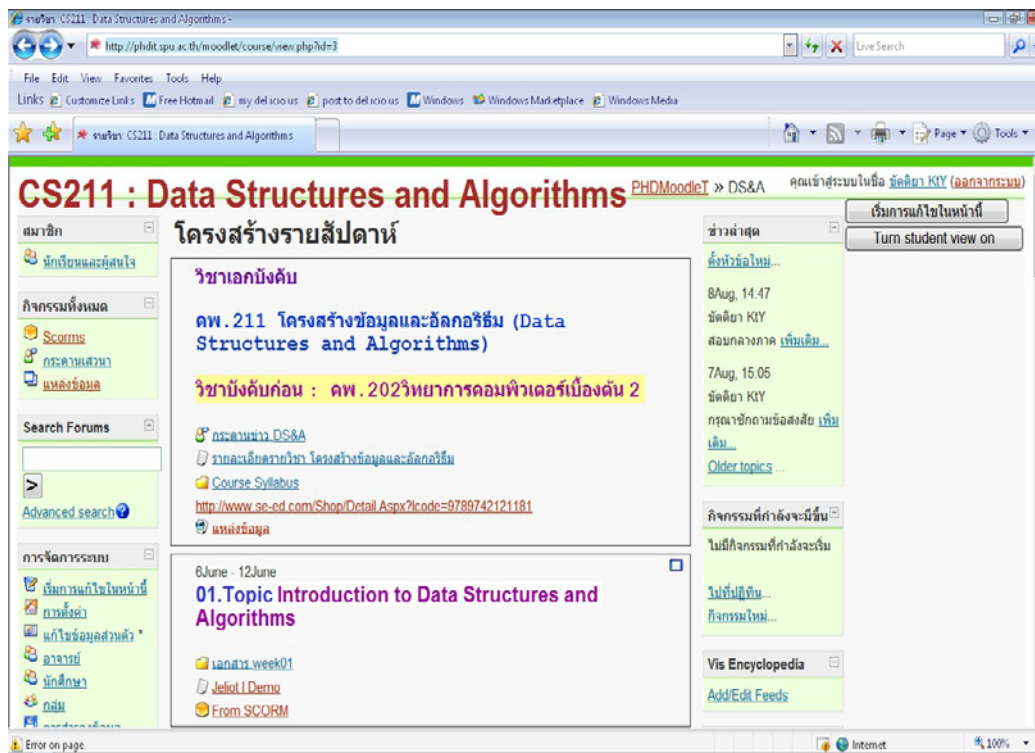 รายวิชา: CS211 : Data Structures and Algorithms -
http://phdit.spu.ac.th/moodlet/course/view.php?id=3
Live Search
File Edit View Favorites Tools Help
Links Customize Links Free Hotmail my del.icio.us post to del.icio.us Windows Windows Marketplace Windows Media
รายวิชา: CS211 : Data Structures and Algorithms
Page Tools
CS211 : Data Structures and Algorithms
PHDMoodleT » DS&A
คุณเข้าสู่ระบบในชื่อ ขัตติยา KtY (ออกจากระบบ)
เริ่มการแก้ไขในหน้านี้
Turn student view on
สมาชิก
นักเรียนและผู้สนใจ
กิจกรรมทั้งหมด
Scorms
กระดานเสวนา
แหล่งข้อมูล
Search Forums
>
Advanced search
การจัดการระบบ
เริ่มการแก้ไขในหน้านี้
การตั้งค่า
แก้ไขข้อมูลส่วนตัว *
อาจารย์
นักศึกษา
กลุ่ม
การสำรองข้อมูล
โครงสร้างรายสัปดาห์
วิชาเอกบังคับ
คพ.211 โครงสร้างข้อมูลและอัลกอริธึม (Data
Structures and Algorithms)
วิชาบังคับก่อน : คพ.202วิทยาการคอมพิวเตอร์เบื้องต้น 2
กระดานข่าว DS&A
รายละเอียดรายวิชา โครงสร้างข้อมูลและอัลกอริธึม
Course Syllabus
http://www.se-ed.com/Shop/Detail.Aspx?Icode=9789742121181
แหล่งข้อมูล
6June - 12June
01.Topic Introduction to Data Structures and
Algorithms
เอกสาร week01
Jeliot I Demo
From SCORM
ข่าวล่าสุด
ตั้งหัวข้อใหม่...
8Aug, 14:47
ขัตติยา KtY
สอบกลางภาค เพิ่มเติม...
7Aug, 15:05
ขัตติยา KtY
กรุณาซักถามข้อสงสัย เพิ่ม
เติม...
Older topics ...
กิจกรรมที่กำลังจะมีขึ้น
ไม่มีกิจกรรมที่กำลังจะเริ่ม
ไปที่ปฏิทิน...
กิจกรรมใหม่...
Vis Encyclopedia
Add/Edit Feeds
Error on page.
Internet
100%